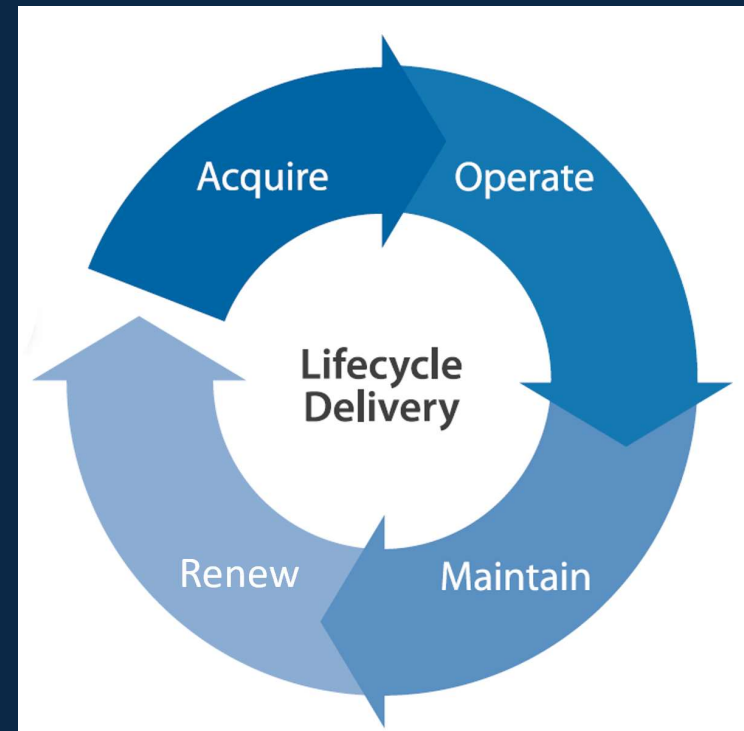 Acquire
Operate
Lifecycle
Delivery
Renew
Maintain